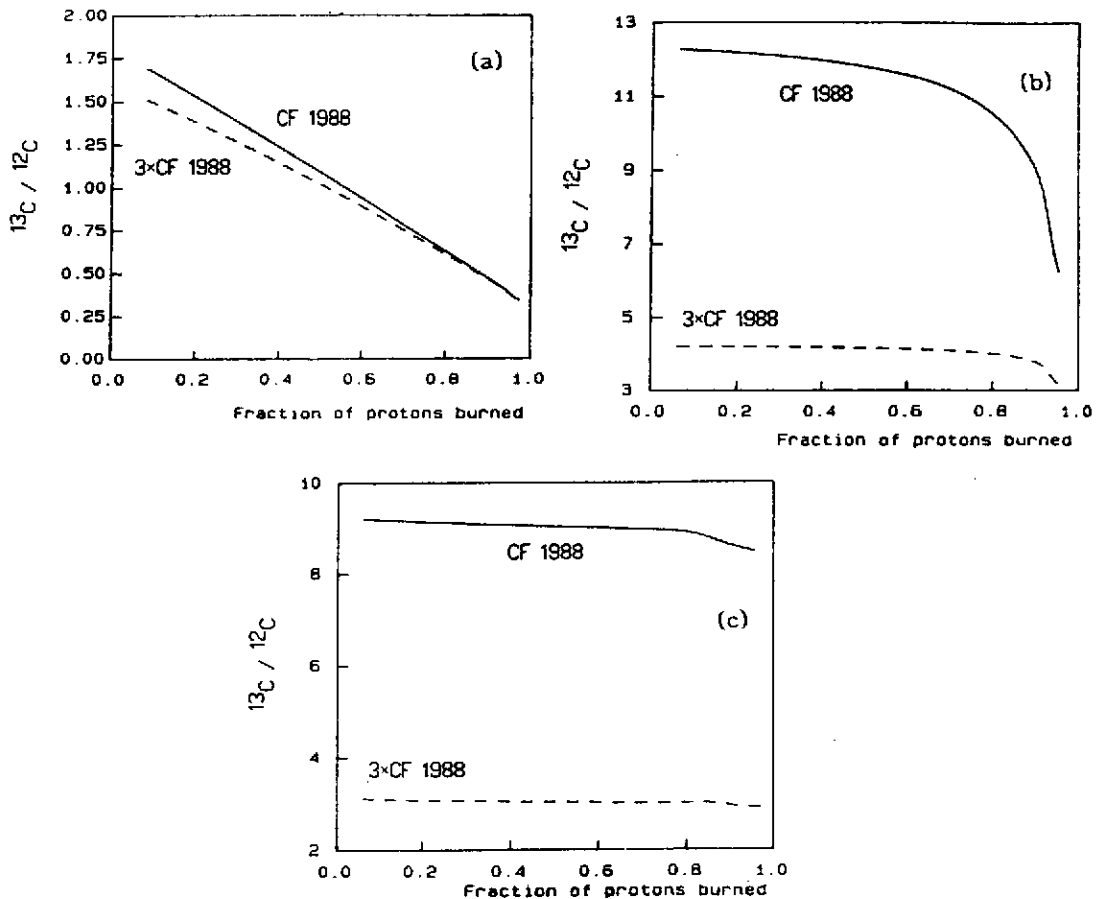 2.00
1.75
1.50
1.25
1.00
0.75
0.50
0.25
0.00
13C / 12C
(a)
CF 1988
3×CF 1988
0.0 0.2 0.4 0.6 0.8 1.0
Fraction of protons burned
13
11
9
7
5
3
13C / 12C
(b)
CF 1988
3×CF 1988
0.0 0.2 0.4 0.6 0.8 1.0
Fraction of protons burned
10
8
6
4
2
13C / 12C
CF 1988
(c)
3×CF 1988
0.0 0.2 0.4 0.6 0.8 1.0
Fraction of protons burned